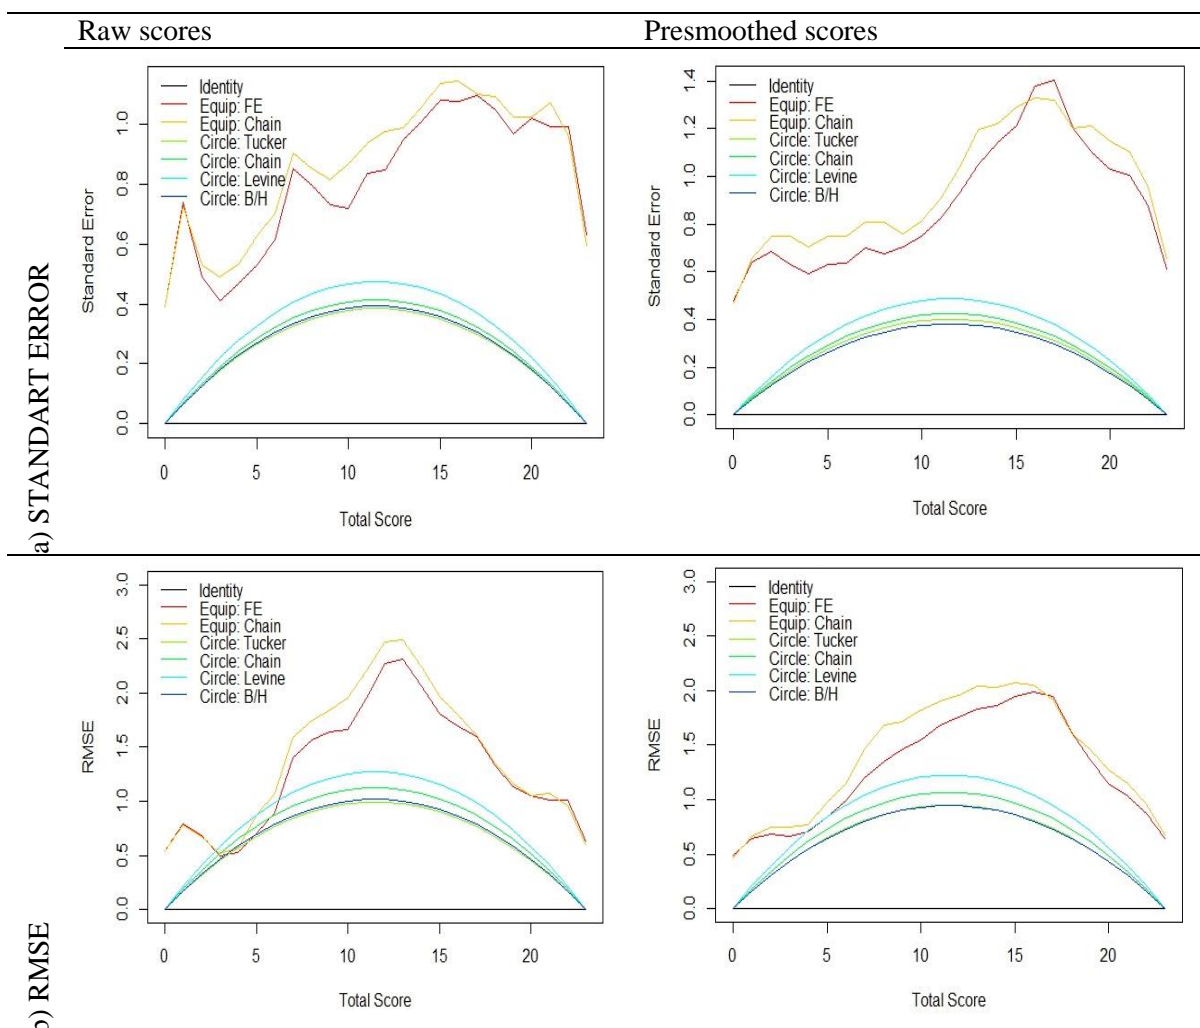 Raw scores
Presmoothed scores
a) STANDART ERROR
Standard Error
0.0 0.2 0.4 0.6 0.8 1.0
Identity
Equip: FE
Equip: Chain
Circle: Tucker
Circle: Chain
Circle: Levine
Circle: B/H
0 5 10 15 20
Total Score
Standard Error
0.0 0.2 0.4 0.6 0.8 1.0 1.2 1.4
Identity
Equip: FE
Equip: Chain
Circle: Tucker
Circle: Chain
Circle: Levine
Circle: B/H
0 5 10 15 20
Total Score
b) RMSE
RMSE
0.0 0.5 1.0 1.5 2.0 2.5 3.0
Identity
Equip: FE
Equip: Chain
Circle: Tucker
Circle: Chain
Circle: Levine
Circle: B/H
0 5 10 15 20
Total Score
RMSE
0.0 0.5 1.0 1.5 2.0 2.5 3.0
Identity
Equip: FE
Equip: Chain
Circle: Tucker
Circle: Chain
Circle: Levine
Circle: B/H
0 5 10 15 20
Total Score